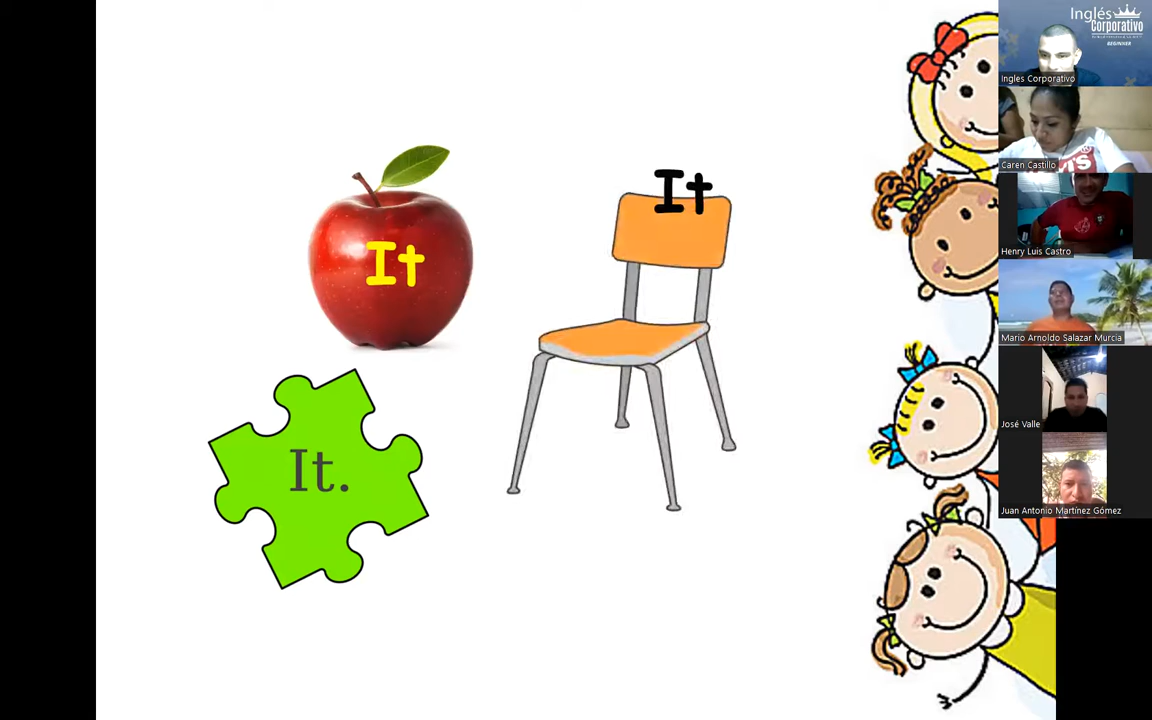 It
It
It.
Inglés
Corporativo
BEGINNER
Ingles Corporativo
Caren Castillo
Henry Luis Castro
Mario Arnoldo Salazar Murcia
José Valle
Juan Antonio Martínez Gómez